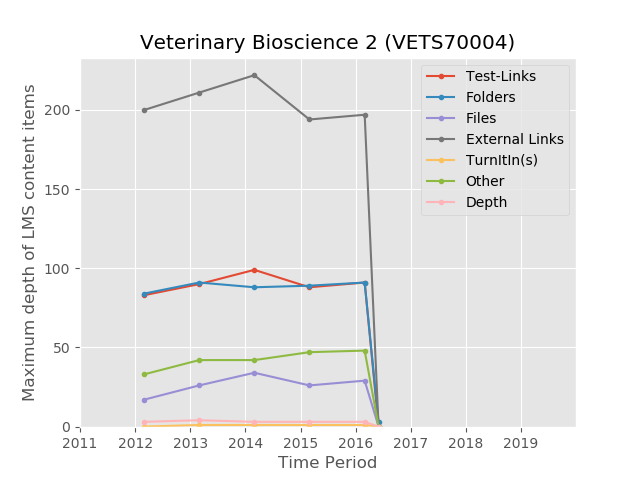 Veterinary Bioscience 2 (VETS70004)
Maximum depth of LMS content items
200
150
100
50
0
2011 2012 2013 2014 2015 2016 2017 2018 2019
Time Period
Test-Links
Folders
Files
External Links
TurnItIn(s)
Other
Depth